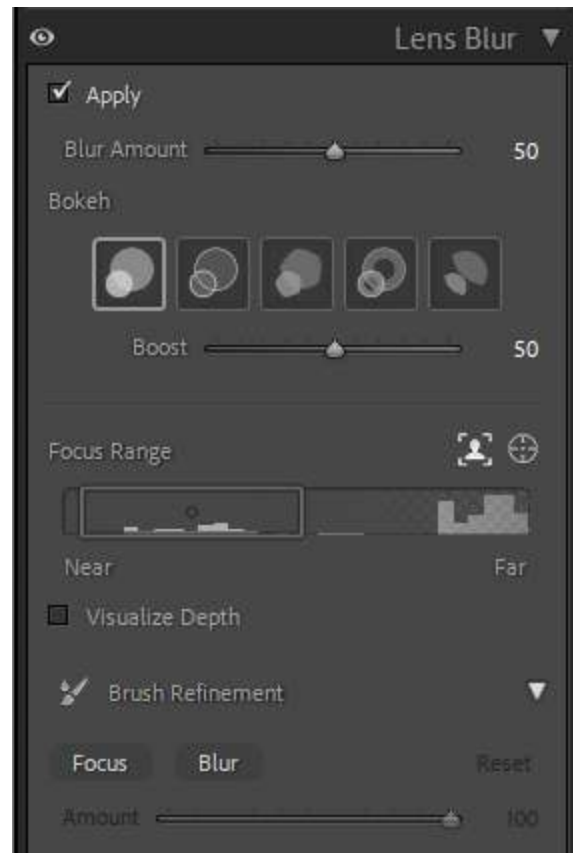 Lens Blur
Apply
Blur Amount 50
Bokeh
Boost 50
Focus Range
Near Far
Visualize Depth
Brush Refinement
Focus Blur Reset
Amount 100